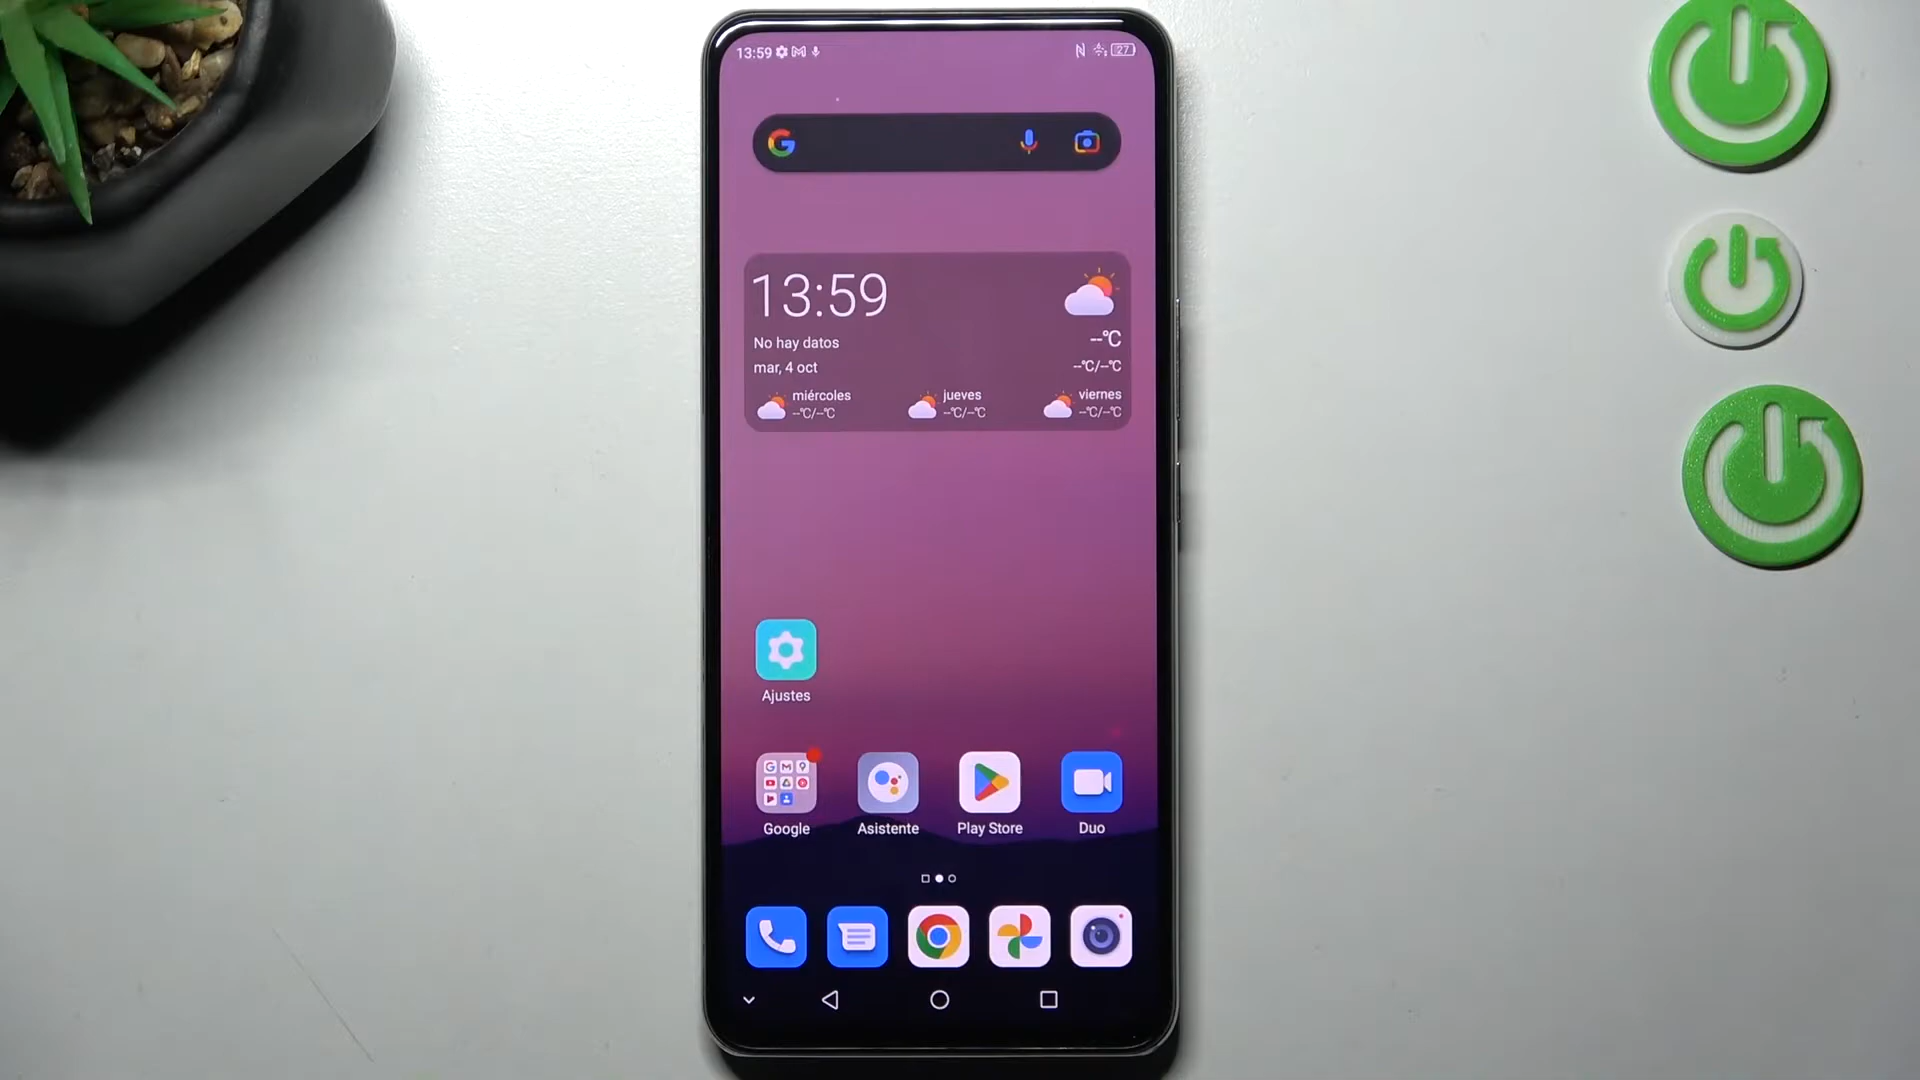 13:59
27
13:59
No hay datos
mar, 4 oct
--°C
--°C/--°C
miércoles
--°C/--°C
jueves
--°C/--°C
viernes
--°C/--°C
Ajustes
Google
Asistente
Play Store
Duo